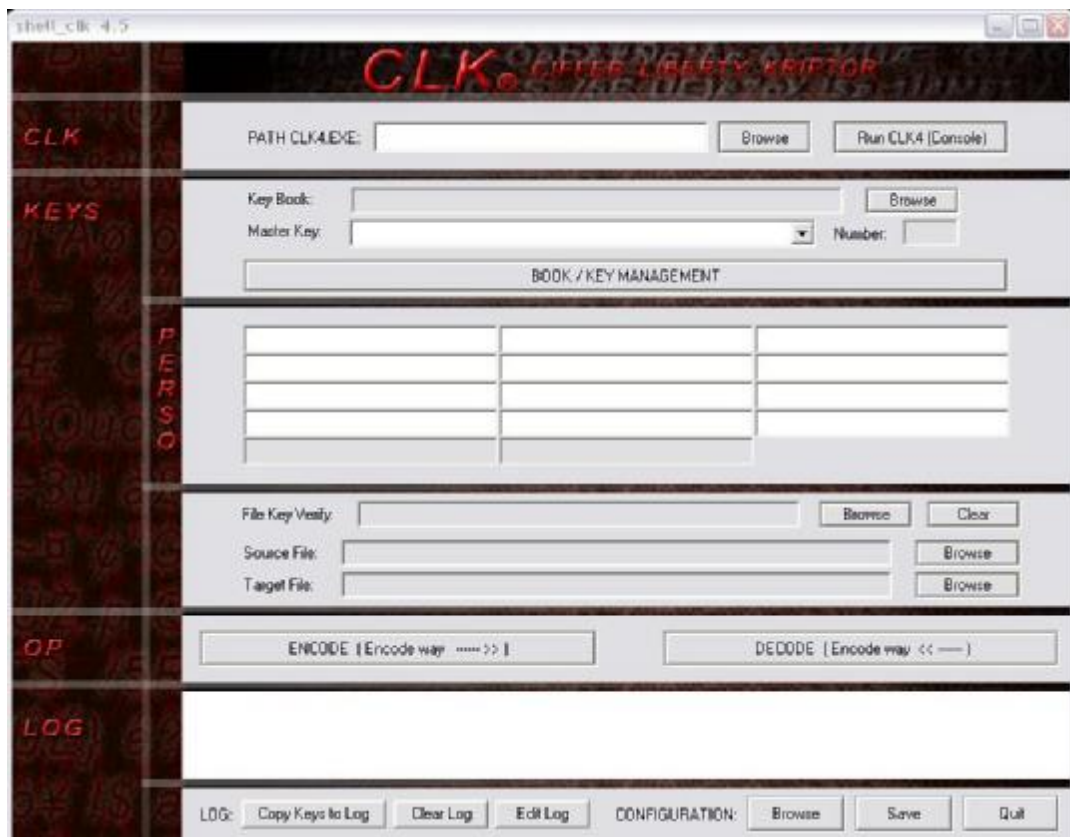 shell_clk 4.5
CLK® CIFFER LIBERTY KRIPTOR
CLK
PATH CLK4.EXE:
Browse
Run CLK4 (Console)
KEYS
Key Book:
Browse
Master Key:
Number:
BOOK / KEY MANAGEMENT
PERSO
File Key Verify
Browse
Clear
Source File:
Browse
Target File:
Browse
OP
ENCODE ( Encode way ----- >> )
DECODE ( Encode way << ----- )
LOG
LOG:
Copy Keys to Log
Clear Log
Edit Log
CONFIGURATION:
Browse
Save
Quit